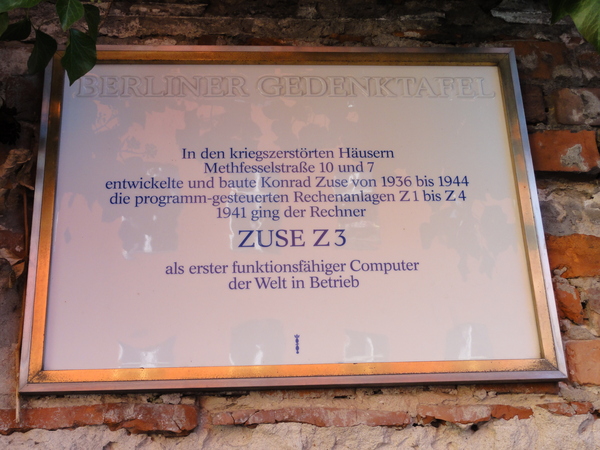 BERLINER GEDENKTAFEL
In den kriegszerstörten Häusern
Methfesselstraße 10 und 7
entwickelte und baute Konrad Zuse von 1936 bis 1944
die programm-gesteuerten Rechenanlagen Z 1 bis Z 4
1941 ging der Rechner
ZUSE Z 3
als erster funktionsfähiger Computer
der Welt in Betrieb